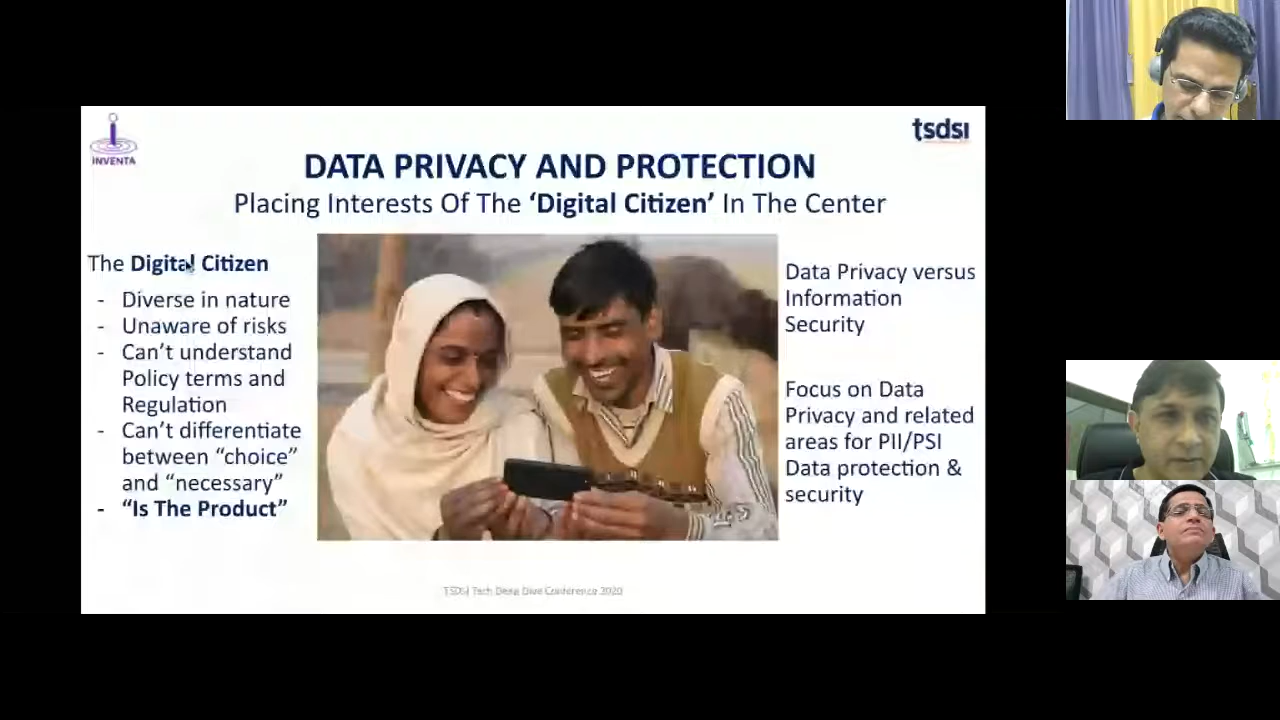 INVENTA
tsdsi
DATA PRIVACY AND PROTECTION
Placing Interests Of The ‘Digital Citizen’ In The Center
The Digital Citizen
- Diverse in nature
- Unaware of risks
- Can’t understand
Policy terms and
Regulation
- Can’t differentiate
between “choice”
and “necessary”
- “Is The Product”
Data Privacy versus
Information
Security
Focus on Data
Privacy and related
areas for PII/PSI
Data protection &
security
TSDSI Tech Deep Dive Conference 2020